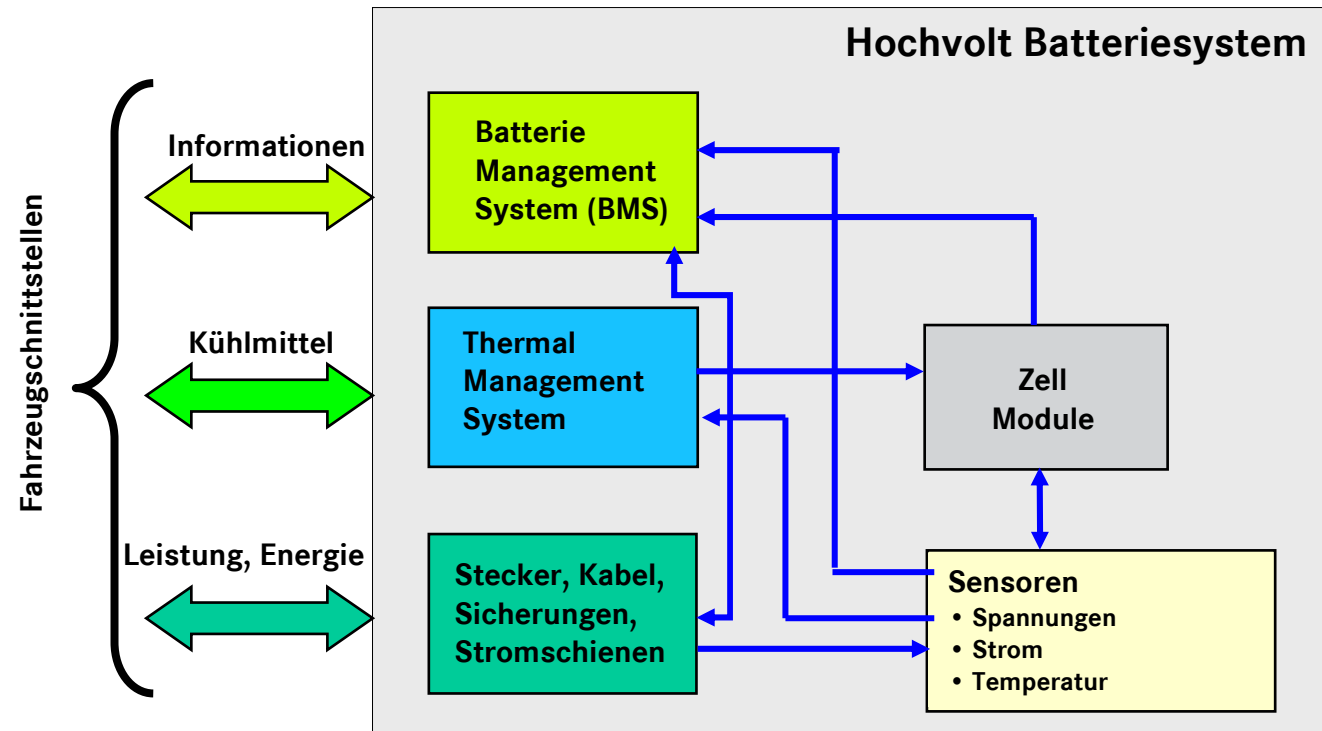 Hochvolt Batteriesystem
Fahrzeugschnittstellen
Informationen
Batterie
Management
System (BMS)
Kühlmittel
Thermal
Management
System
Zell
Module
Leistung, Energie
Stecker, Kabel,
Sicherungen,
Stromschienen
Sensoren
• Spannungen
• Strom
• Temperatur